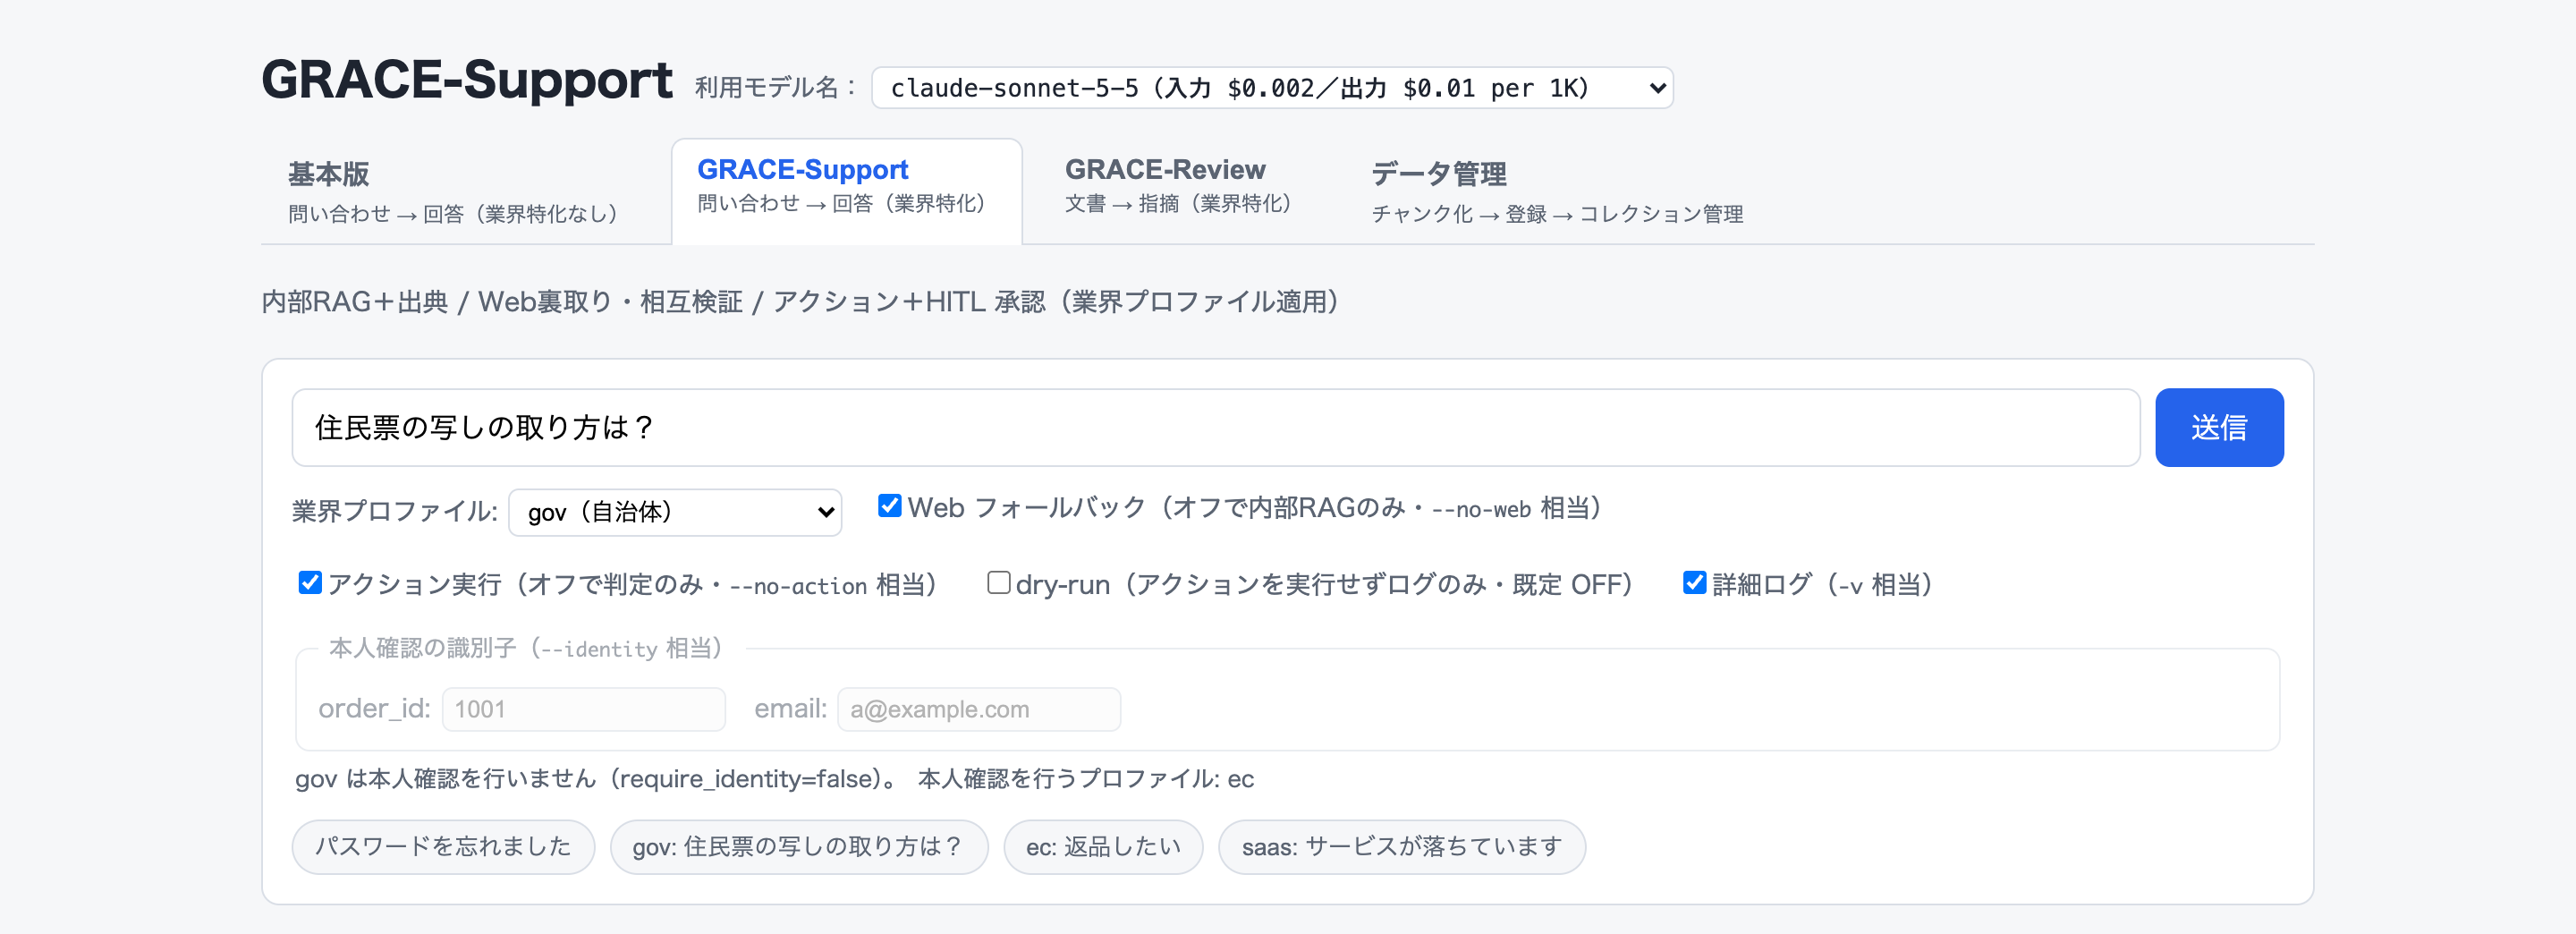 GRACE-Support 利用モデル名： claude-sonnet-5-5（入力 $0.002／出力 $0.01 per 1K）
基本版
問い合わせ → 回答（業界特化なし）
GRACE-Support
問い合わせ → 回答（業界特化）
GRACE-Review
文書 → 指摘（業界特化）
データ管理
チャンク化 → 登録 → コレクション管理
内部RAG＋出典 / Web裏取り・相互検証 / アクション＋HITL 承認（業界プロファイル適用）
住民票の写しの取り方は？ 送信
業界プロファイル: gov（自治体） Web フォールバック（オフで内部RAGのみ・--no-web 相当）
アクション実行（オフで判定のみ・--no-action 相当） dry-run（アクションを実行せずログのみ・既定 OFF） 詳細ログ（-v 相当）
本人確認の識別子（--identity 相当）
order_id: 1001 email: a@example.com
gov は本人確認を行いません（require_identity=false）。 本人確認を行うプロファイル: ec
パスワードを忘れました gov: 住民票の写しの取り方は？ ec: 返品したい saas: サービスが落ちています